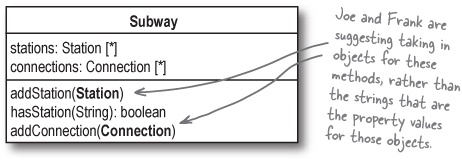 Subway
stations: Station [*]
connections: Connection [*]
addStation(Station)
hasStation(String): boolean
addConnection(Connection)
Joe and Frank are
suggesting taking in
objects for these
methods, rather than
the strings that are
the property values
for those objects.